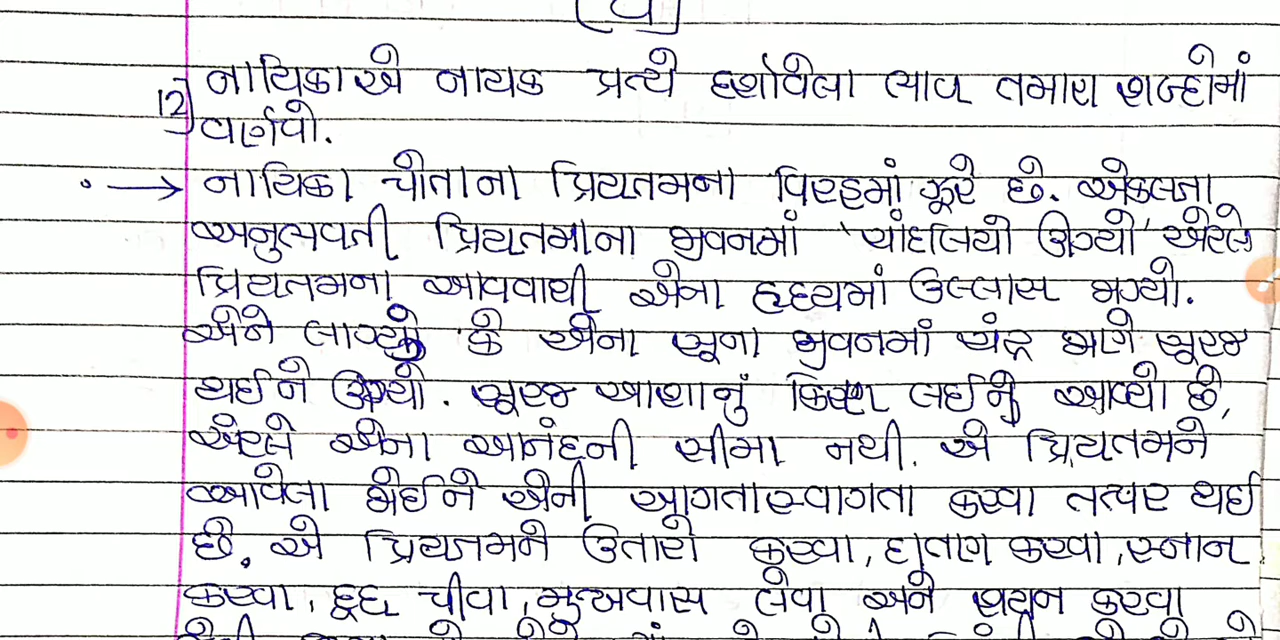 12] નાયિકાએ નાયક પ્રત્યે દર્શાવેલા ભાવ તમારા શબ્દોમાં
વર્ણવો.
→ નાયિકા પોતાના પ્રિયતમના વિરહમાં ઝૂરે છે. એકલતા
અનુભવતી પ્રિયતમાના ભુવનમાં 'ચાંદલિયો ઊગ્યો' એટલે
પ્રિયતમના આવવાથી એના હૃદયમાં ઉલ્લાસ જાગ્યો.
એને લાગ્યું કે એના સૂના ભુવનમાં ચંદ્ર જાણે સૂરજ
થઈને ઊગ્યો. સૂરજ આશાનું કિરણ લઈને આવ્યો છે,
એટલે એના આનંદની સીમા નથી. એ પ્રિયતમને
આવેલા જોઈને એની આગતાસ્વાગતા કરવા તત્પર થઈ
છે. એ પ્રિયતમને ઉતારો કરવા, દાતણ કરવા, સ્નાન
કરવા, દૂધ પીવા, મુખવાસ લેવા અને શયન કરવા